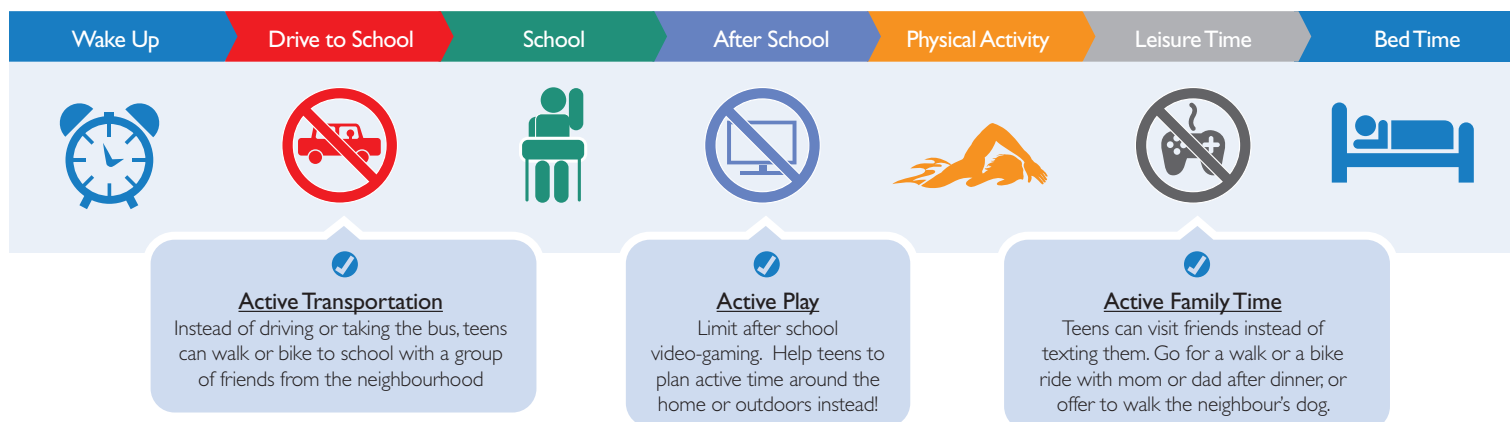 Wake Up
Drive to School
School
After School
Physical Activity
Leisure Time
Bed Time
Active Transportation
Instead of driving or taking the bus, teens
can walk or bike to school with a group
of friends from the neighbourhood
Active Play
Limit after school
video-gaming. Help teens to
plan active time around the
home or outdoors instead!
Active Family Time
Teens can visit friends instead of
texting them. Go for a walk or a bike
ride with mom or dad after dinner, or
offer to walk the neighbour's dog.